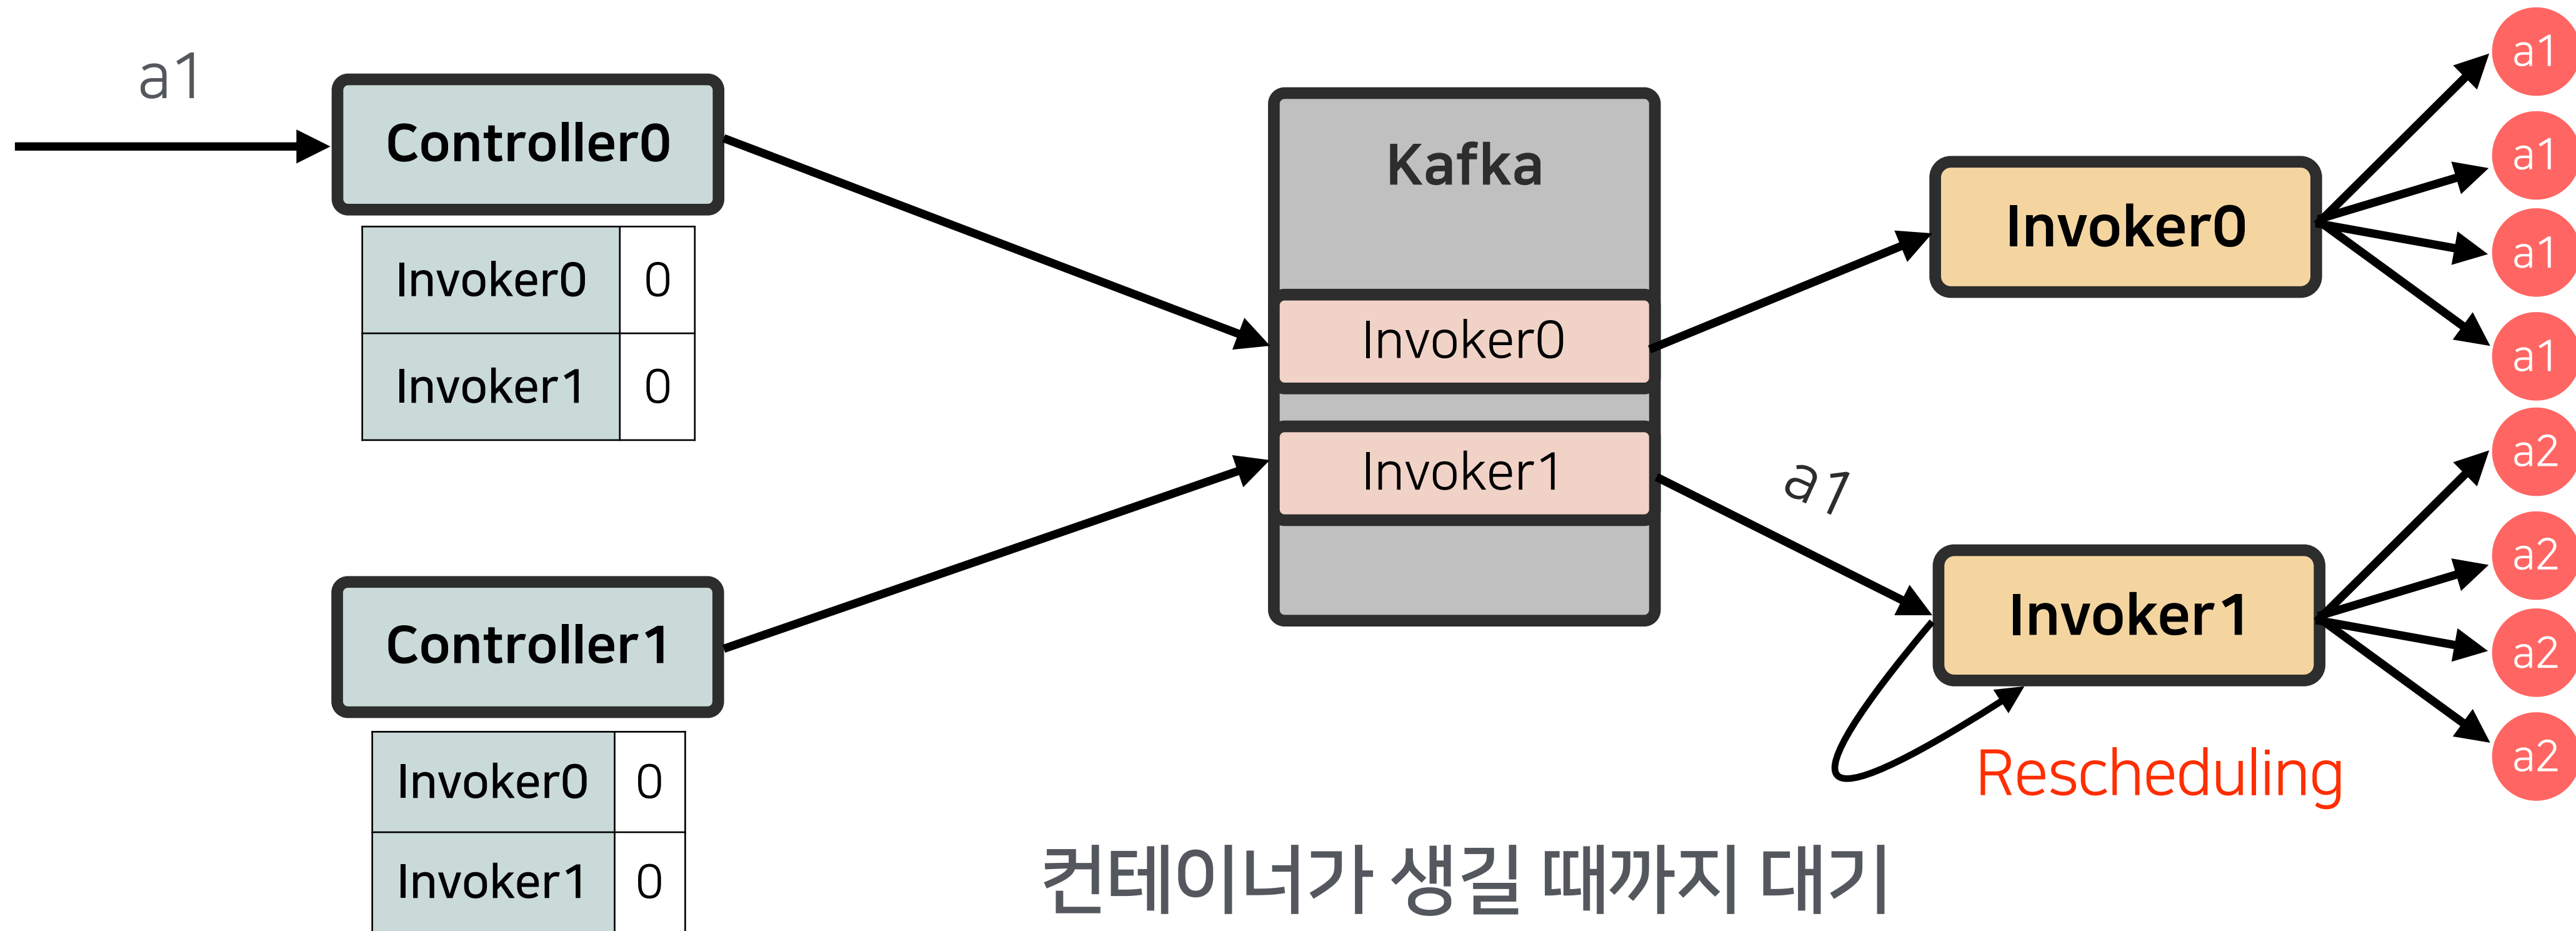 a1
Controller0
Invoker0 0
Invoker1 0
Controller1
Invoker0 0
Invoker1 0
Kafka
Invoker0
Invoker1
a1
Invoker0
Invoker1
Rescheduling
a1
a1
a1
a1
a2
a2
a2
a2
컨테이너가 생길 때까지 대기